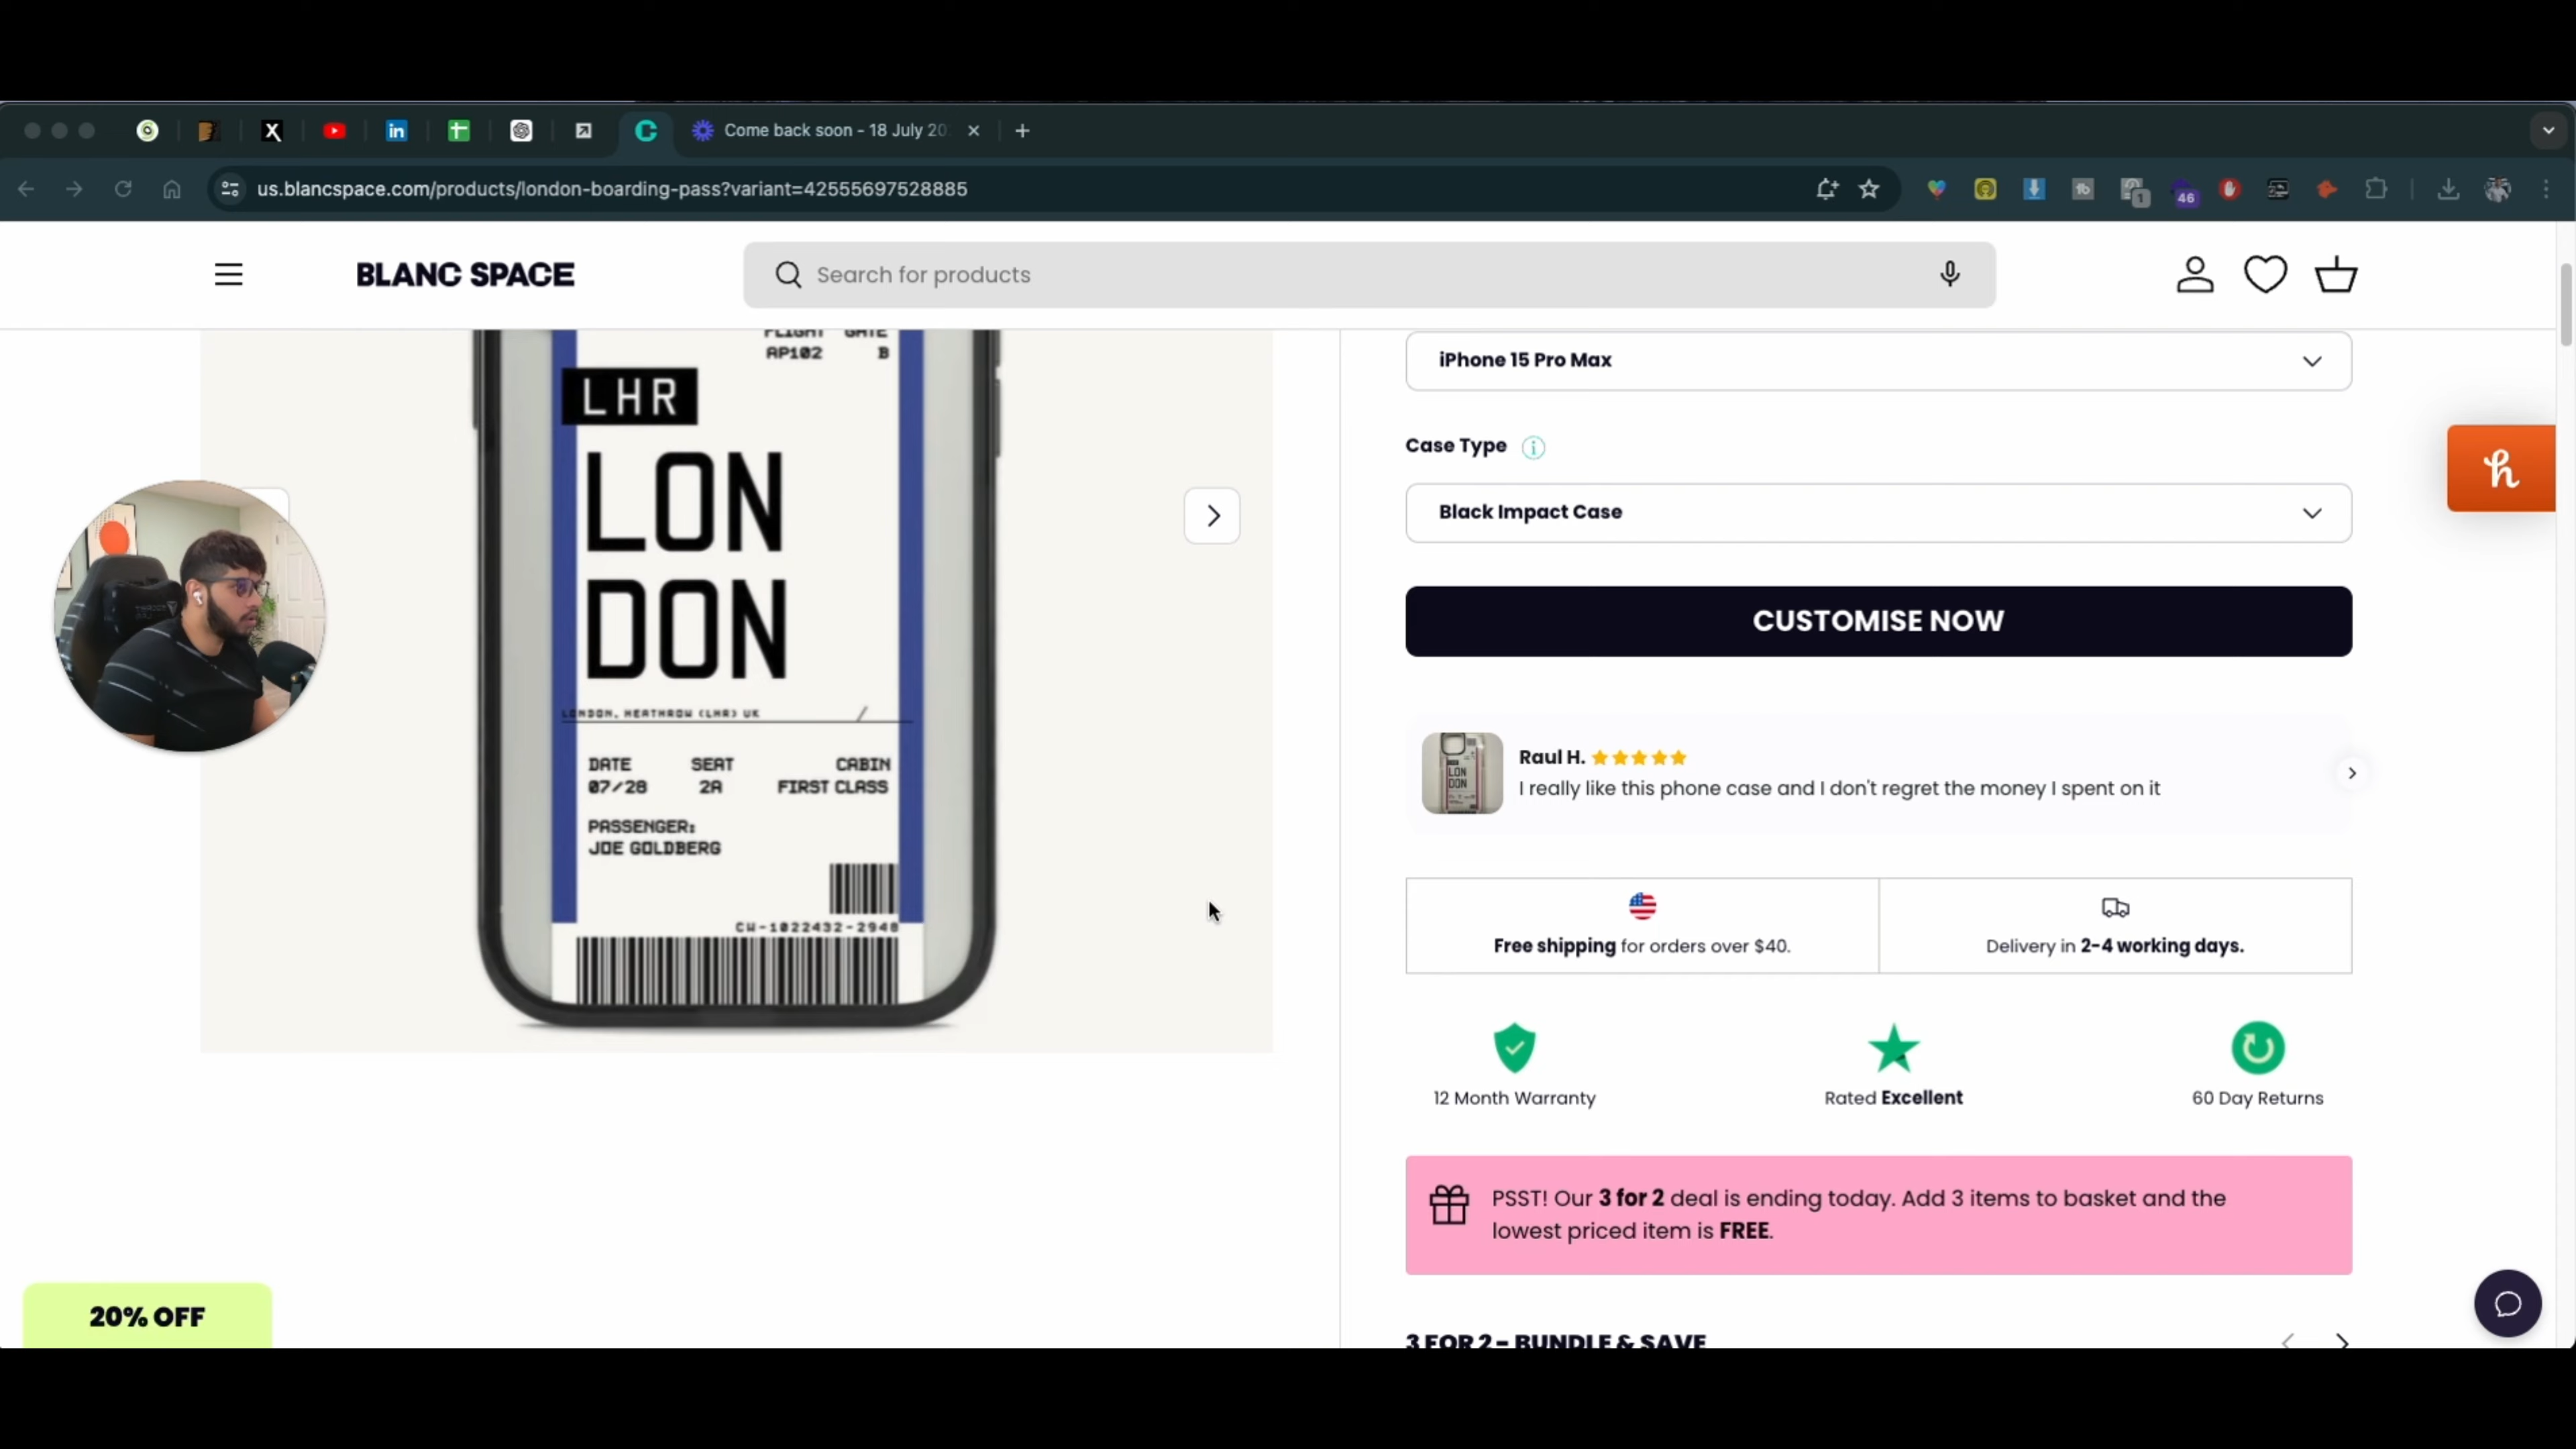 Come back soon - 18 July 20
us.blancspace.com/products/london-boarding-pass?variant=42555697528885
46
1
BLANC SPACE
Search for products
FLIGHT GATE
AP102 B
LHR
LON
DON
LONDON, HEATHROW (LHR) UK
DATE SEAT CABIN
07/28 2A FIRST CLASS
PASSENGER:
JOE GOLDBERG
CW-1022432-2948
iPhone 15 Pro Max
Case Type
Black Impact Case
CUSTOMISE NOW
Raul H.
I really like this phone case and I don't regret the money I spent on it
Free shipping for orders over $40.
Delivery in 2-4 working days.
12 Month Warranty
Rated Excellent
60 Day Returns
PSST! Our 3 for 2 deal is ending today. Add 3 items to basket and the
lowest priced item is FREE.
20% OFF
3 FOR 2 – BUNDLE & SAVE